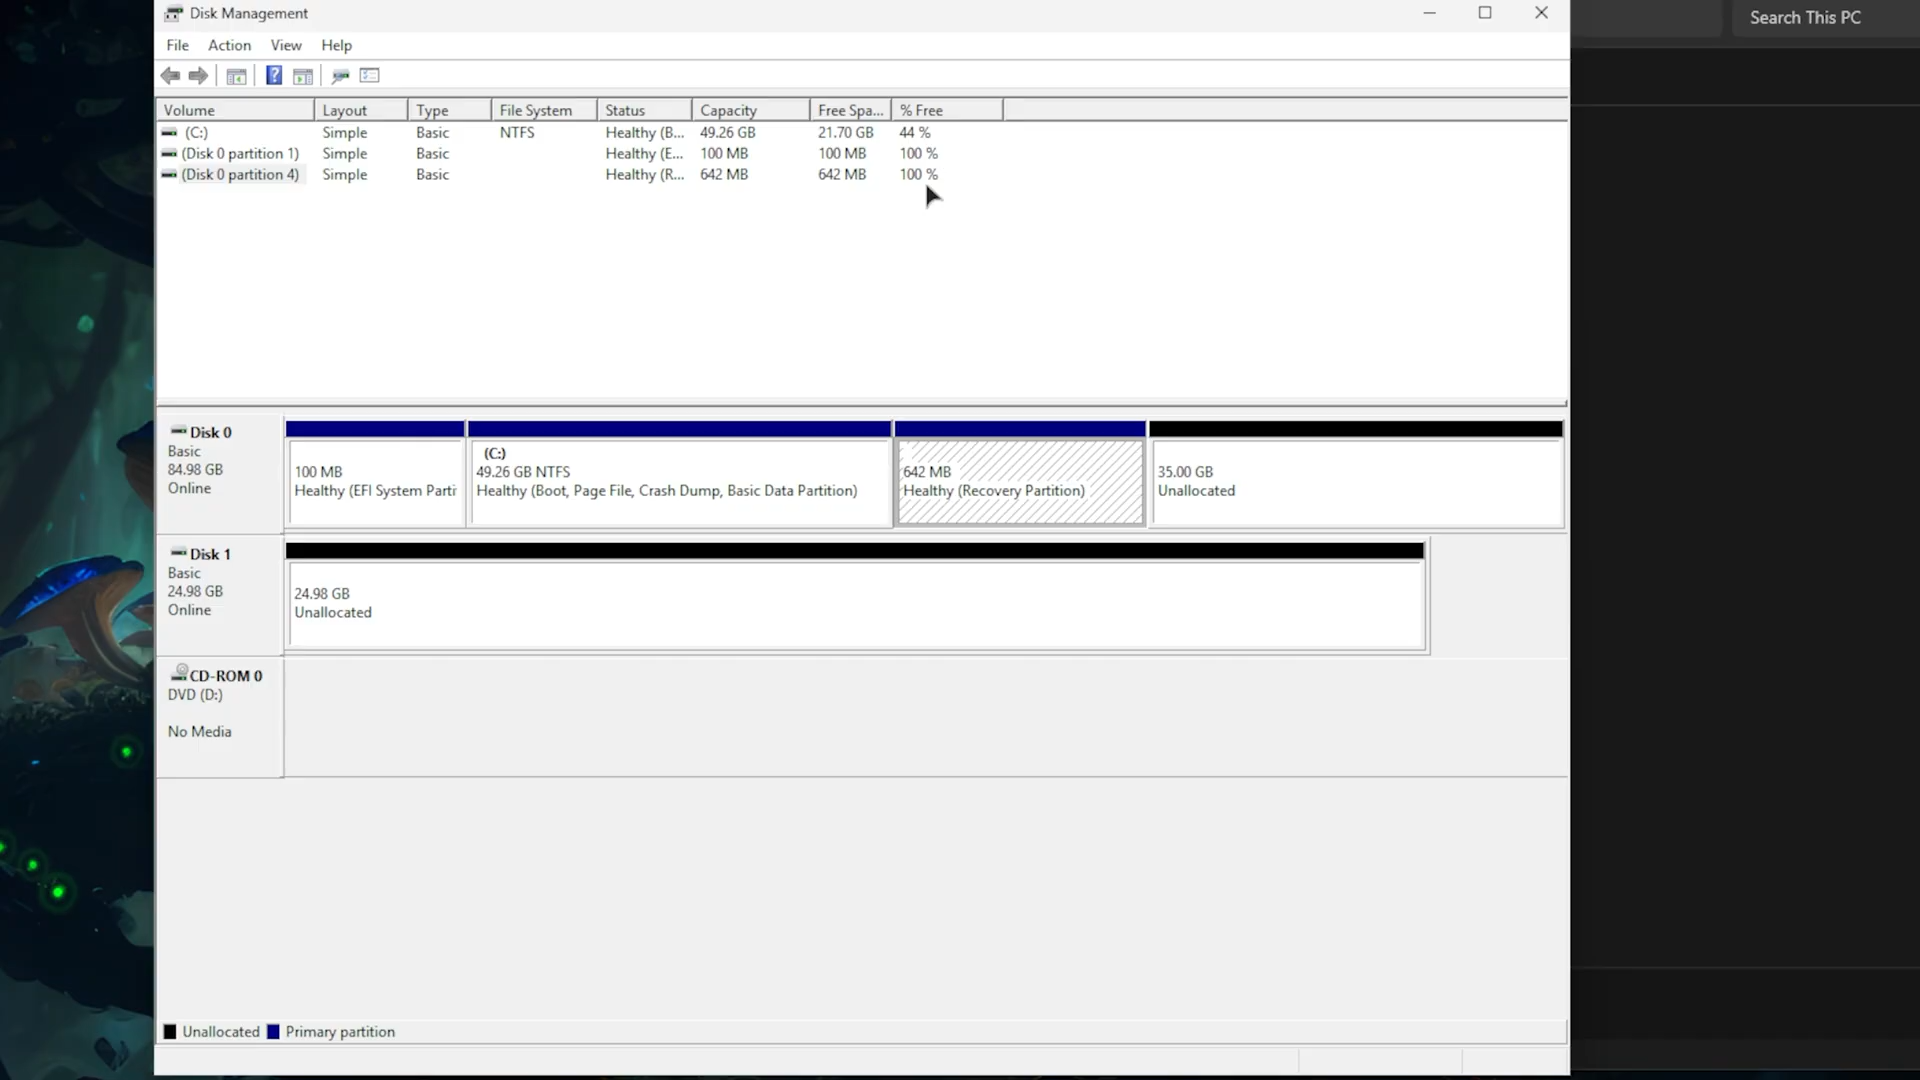 Disk Management
Search This PC
File Action View Help
Volume Layout Type File System Status Capacity Free Spa... % Free
(C:) Simple Basic NTFS Healthy (B... 49.26 GB 21.70 GB 44 %
(Disk 0 partition 1) Simple Basic Healthy (E... 100 MB 100 MB 100 %
(Disk 0 partition 4) Simple Basic Healthy (R... 642 MB 642 MB 100 %
Disk 0
Basic
84.98 GB
Online
100 MB
Healthy (EFI System Parti
(C:)
49.26 GB NTFS
Healthy (Boot, Page File, Crash Dump, Basic Data Partition)
642 MB
Healthy (Recovery Partition)
35.00 GB
Unallocated
Disk 1
Basic
24.98 GB
Online
24.98 GB
Unallocated
CD-ROM 0
DVD (D:)
No Media
Unallocated Primary partition